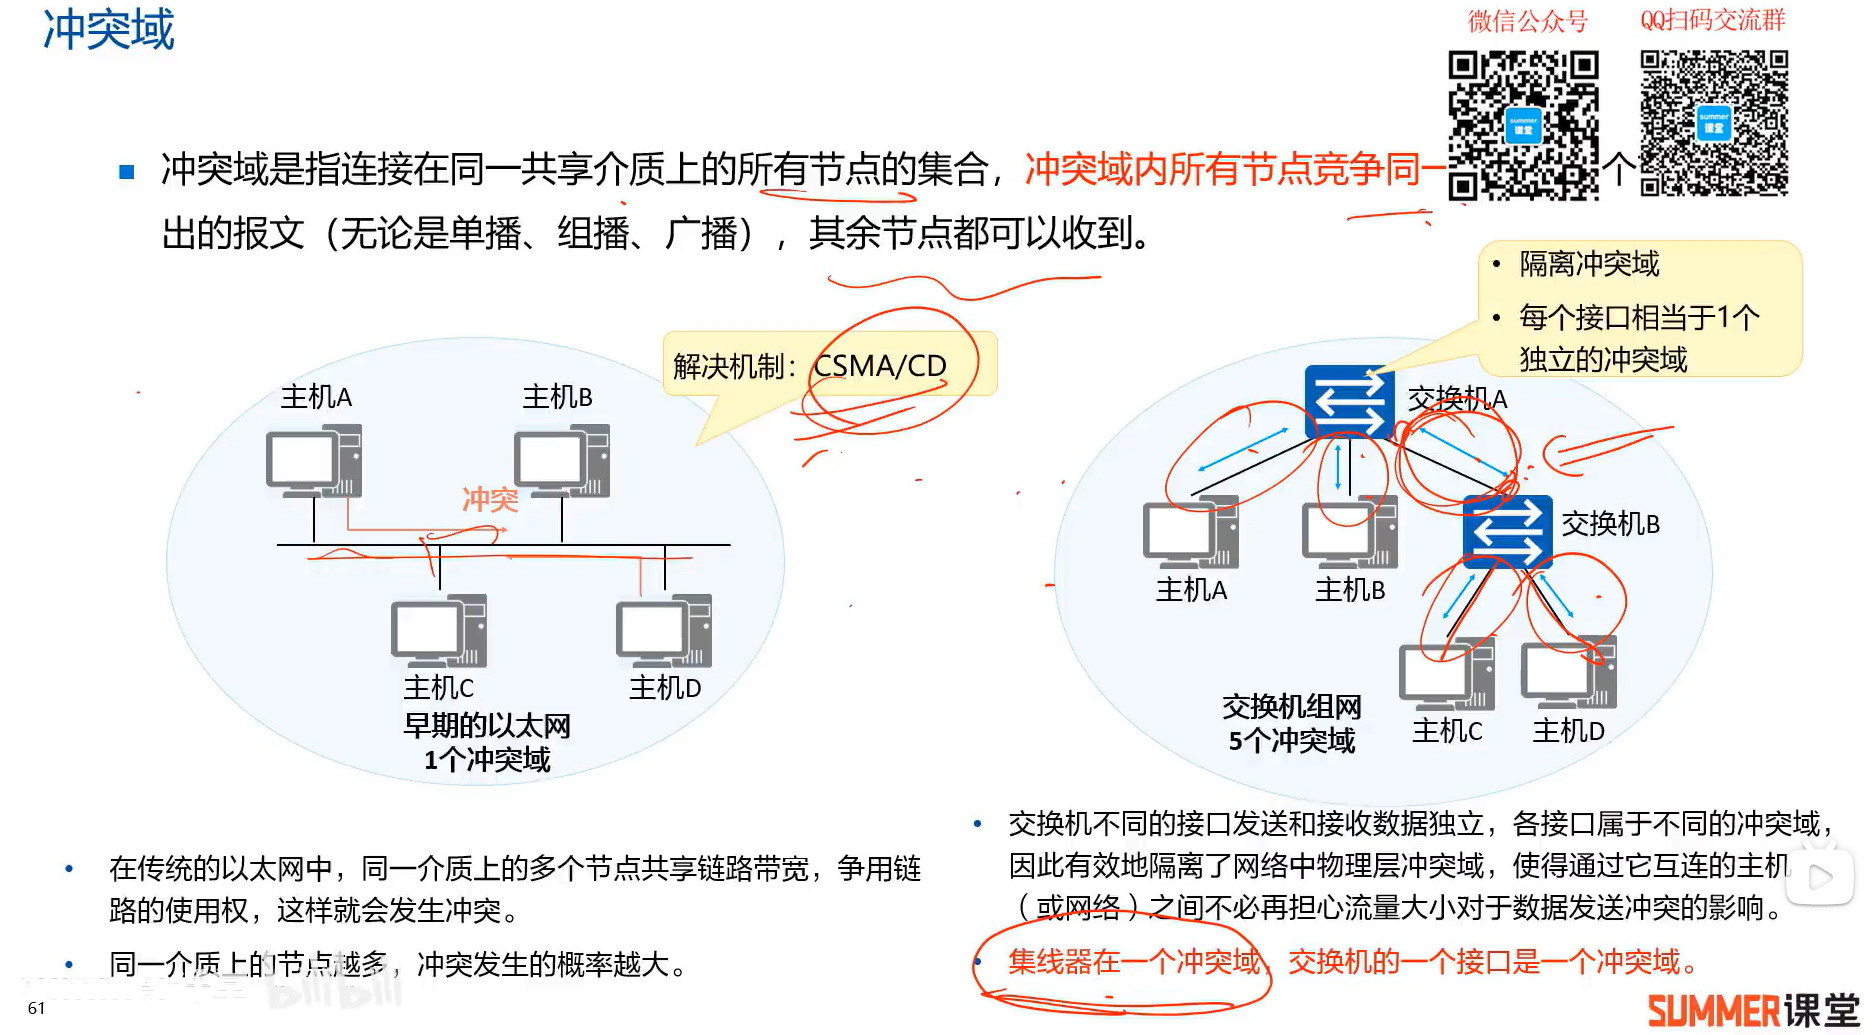 冲突域
微信公众号
QQ扫码交流群
summer
课堂
summer
课堂
冲突域是指连接在同一共享介质上的所有节点的集合，冲突域内所有节点竞争同一
个
出的报文（无论是单播、组播、广播），其余节点都可以收到。
• 隔离冲突域
• 每个接口相当于1个
独立的冲突域
解决机制：CSMA/CD
主机A
主机B
冲突
主机C
主机D
早期的以太网
1个冲突域
交换机A
交换机B
主机A
主机B
主机C
主机D
交换机组网
5个冲突域
• 在传统的以太网中，同一介质上的多个节点共享链路带宽，争用链
路的使用权，这样就会发生冲突。
• 同一介质上的节点越多，冲突发生的概率越大。
• 交换机不同的接口发送和接收数据独立，各接口属于不同的冲突域，
因此有效地隔离了网络中物理层冲突域，使得通过它互连的主机
（或网络）之间不必再担心流量大小对于数据发送冲突的影响。
• 集线器在一个冲突域，交换机的一个接口是一个冲突域。
bilibili
61
SUMMER课堂